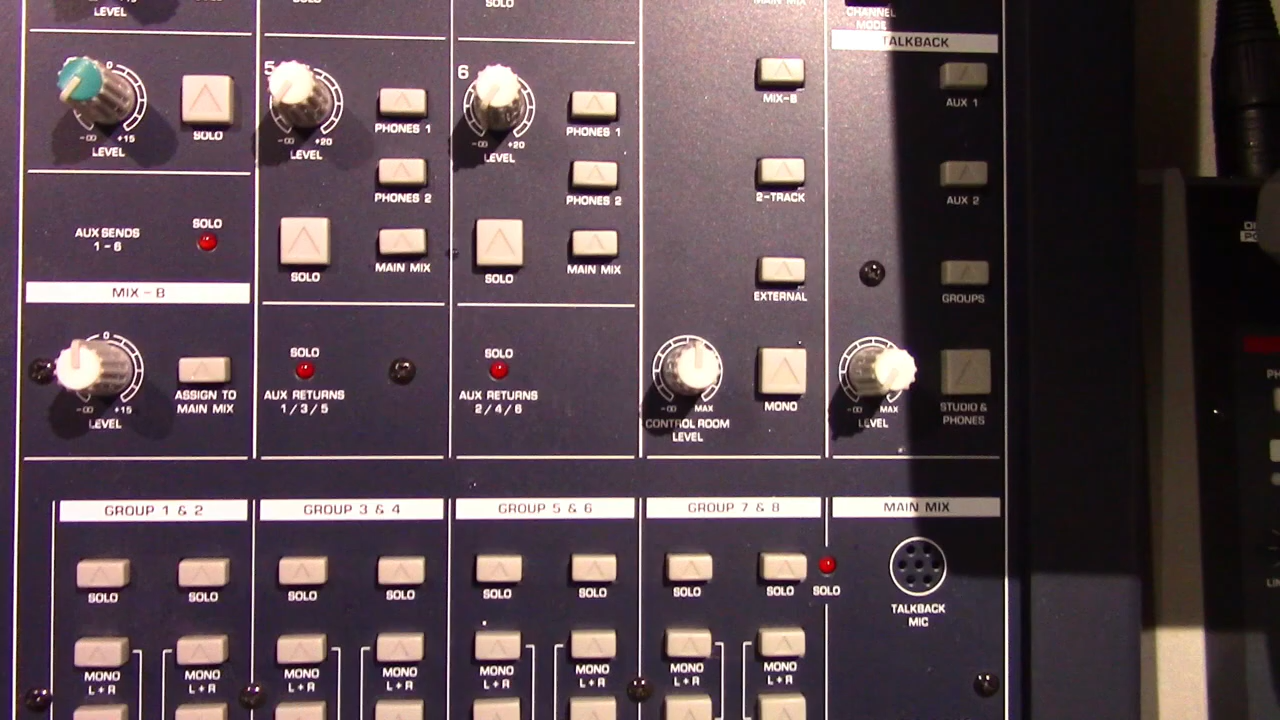 LEVEL
SOLO
CHANNEL
MODE
TALKBACK
0
-∞ +15
LEVEL
SOLO
5
-∞ +20
LEVEL
PHONES 1
PHONES 2
SOLO
MAIN MIX
6
-∞ +20
LEVEL
PHONES 1
PHONES 2
SOLO
MAIN MIX
MIX-B
2-TRACK
EXTERNAL
AUX 1
AUX 2
GROUPS
AUX SENDS
1-6
SOLO
MIX-B
0
-∞ +15
LEVEL
ASSIGN TO
MAIN MIX
SOLO
AUX RETURNS
1/3/5
SOLO
AUX RETURNS
2/4/6
-∞ MAX
CONTROL ROOM
LEVEL
MONO
-∞ MAX
LEVEL
STUDIO &
PHONES
GROUP 1 & 2
GROUP 3 & 4
GROUP 5 & 6
GROUP 7 & 8
MAIN MIX
SOLO
SOLO
SOLO
SOLO
SOLO
SOLO
SOLO
SOLO
SOLO
TALKBACK
MIC
MONO
L+R
MONO
L+R
MONO
L+R
MONO
L+R
MONO
L+R
MONO
L+R
MONO
L+R
MONO
L+R